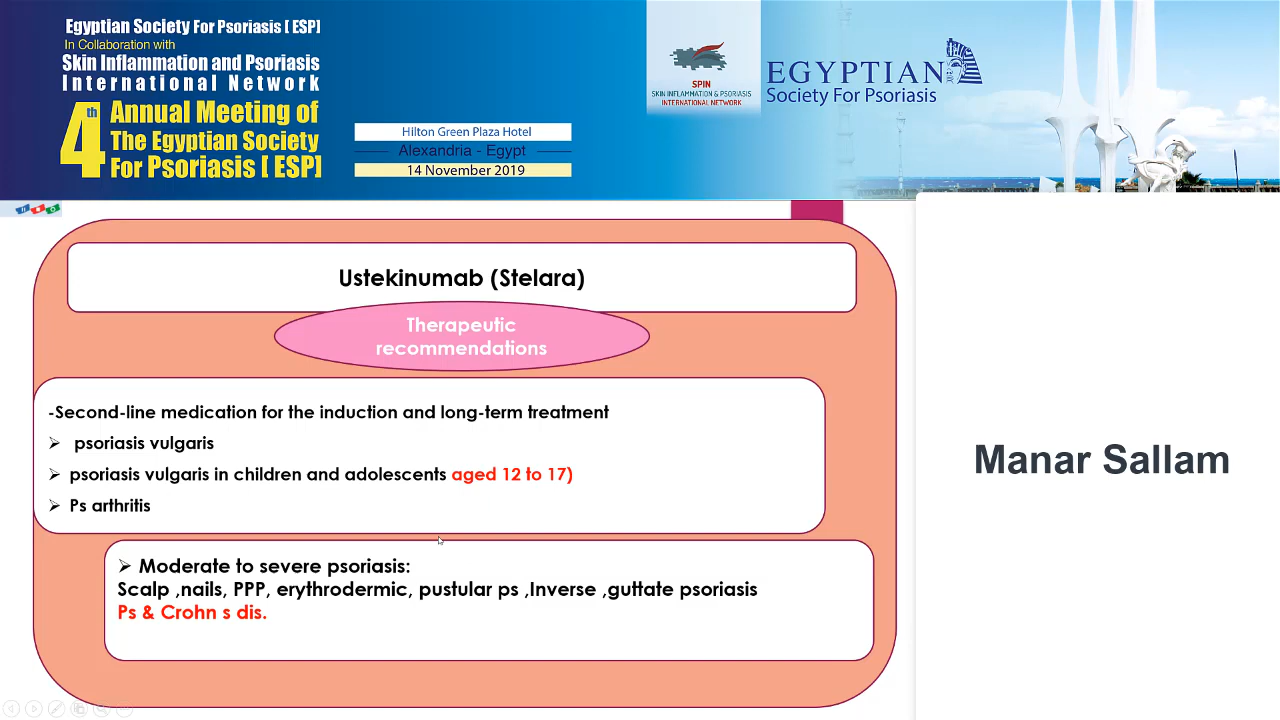 Egyptian Society For Psoriasis [ ESP]
In Collaboration with
Skin Inflammation and Psoriasis
International Network
4th Annual Meeting of
The Egyptian Society
For Psoriasis [ ESP]
Hilton Green Plaza Hotel
Alexandria - Egypt
14 November 2019
SPIN
SKIN INFLAMMATION & PSORIASIS
INTERNATIONAL NETWORK
EGYPTIAN
Society For Psoriasis
Ustekinumab (Stelara)
Therapeutic
recommendations
-Second-line medication for the induction and long-term treatment
➢ psoriasis vulgaris
➢ psoriasis vulgaris in children and adolescents aged 12 to 17)
➢ Ps arthritis
➢ Moderate to severe psoriasis:
Scalp ,nails, PPP, erythrodermic, pustular ps ,Inverse ,guttate psoriasis
Ps & Crohn s dis.
Manar Sallam